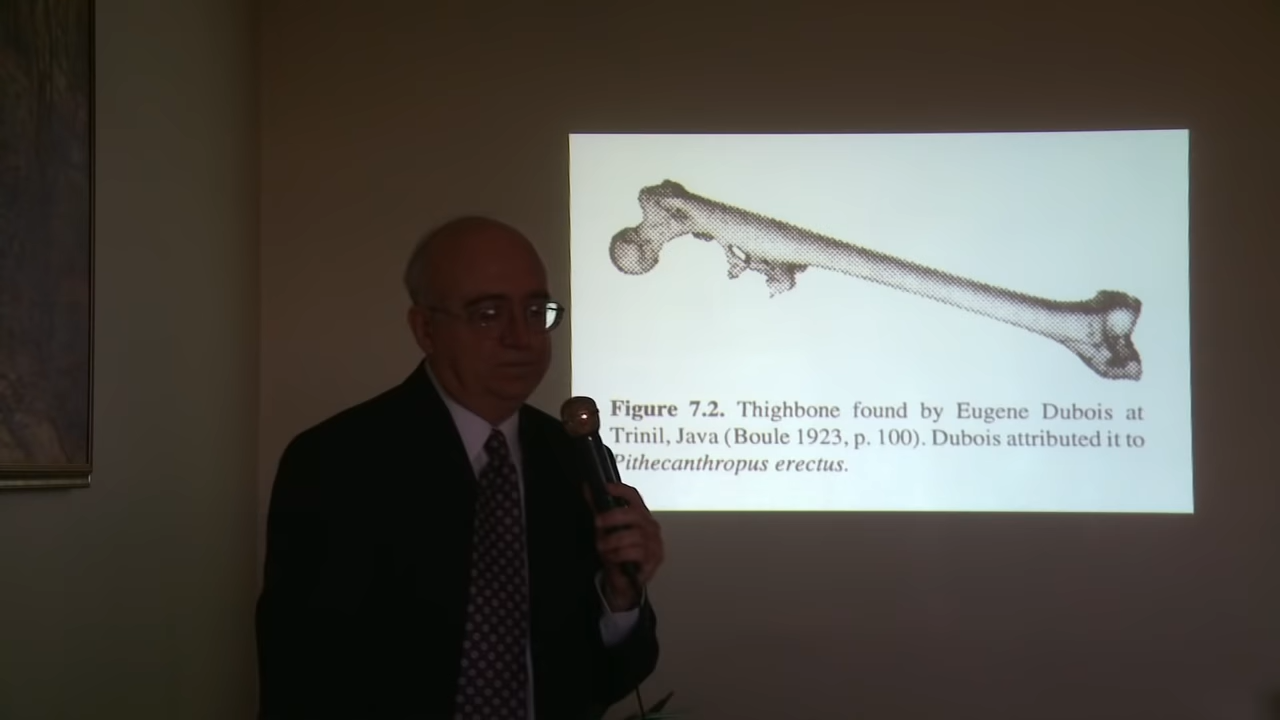 Figure 7.2. Thighbone found by Eugene Dubois at
Trinil, Java (Boule 1923, p. 100). Dubois attributed it to
Pithecanthropus erectus.